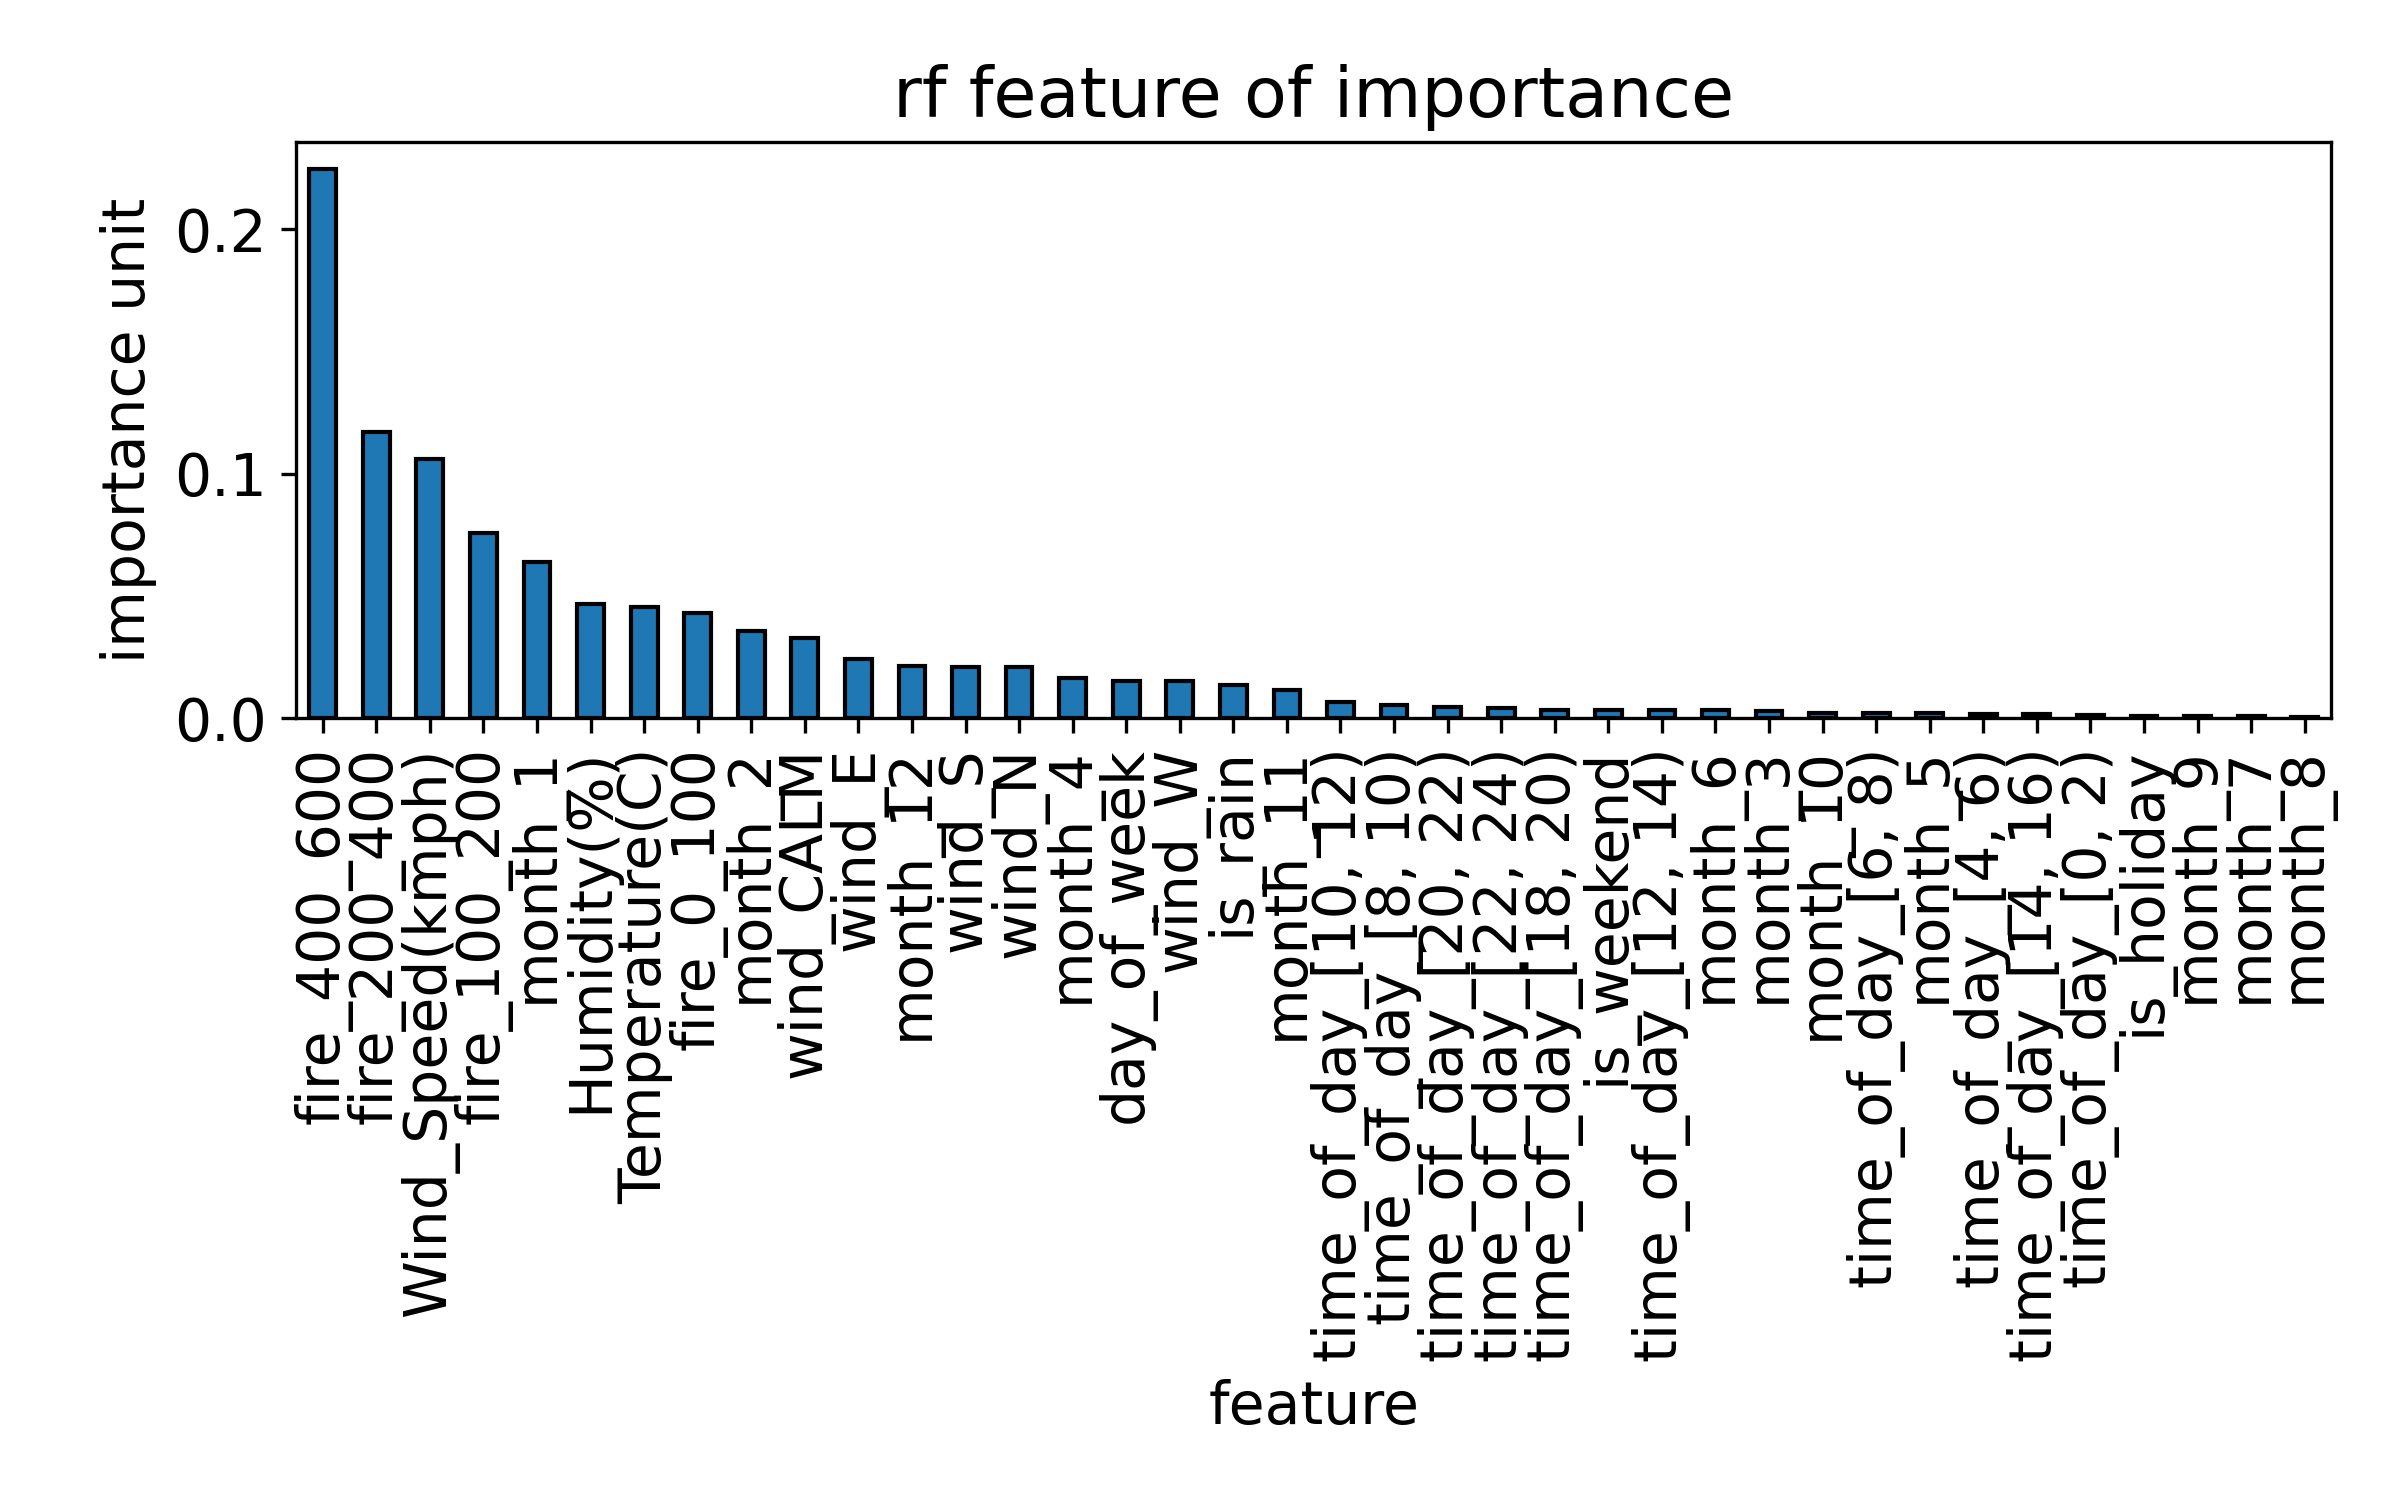 rf feature of importance
importance unit
0.2
0.1
0.0
fire_400_600
fire_200_400
Wind_Speed(kmph)
fire_100_200
month_1
Humidity(%)
Temperature(C)
fire_0_100
month_2
wind_CALM
wind_E
month_12
wind_S
wind_N
month_4
day_of_week
wind_W
is_rain
month_11
time_of_day_[10, 12)
time_of_day_[8, 10)
time_of_day_[20, 22)
time_of_day_[22, 24)
time_of_day_[18, 20)
is_weekend
time_of_day_[12, 14)
month_6
month_3
month_10
time_of_day_[6, 8)
month_5
time_of_day_[4, 6)
time_of_day_[14, 16)
time_of_day_[0, 2)
is_holiday
month_9
month_7
month_8
feature